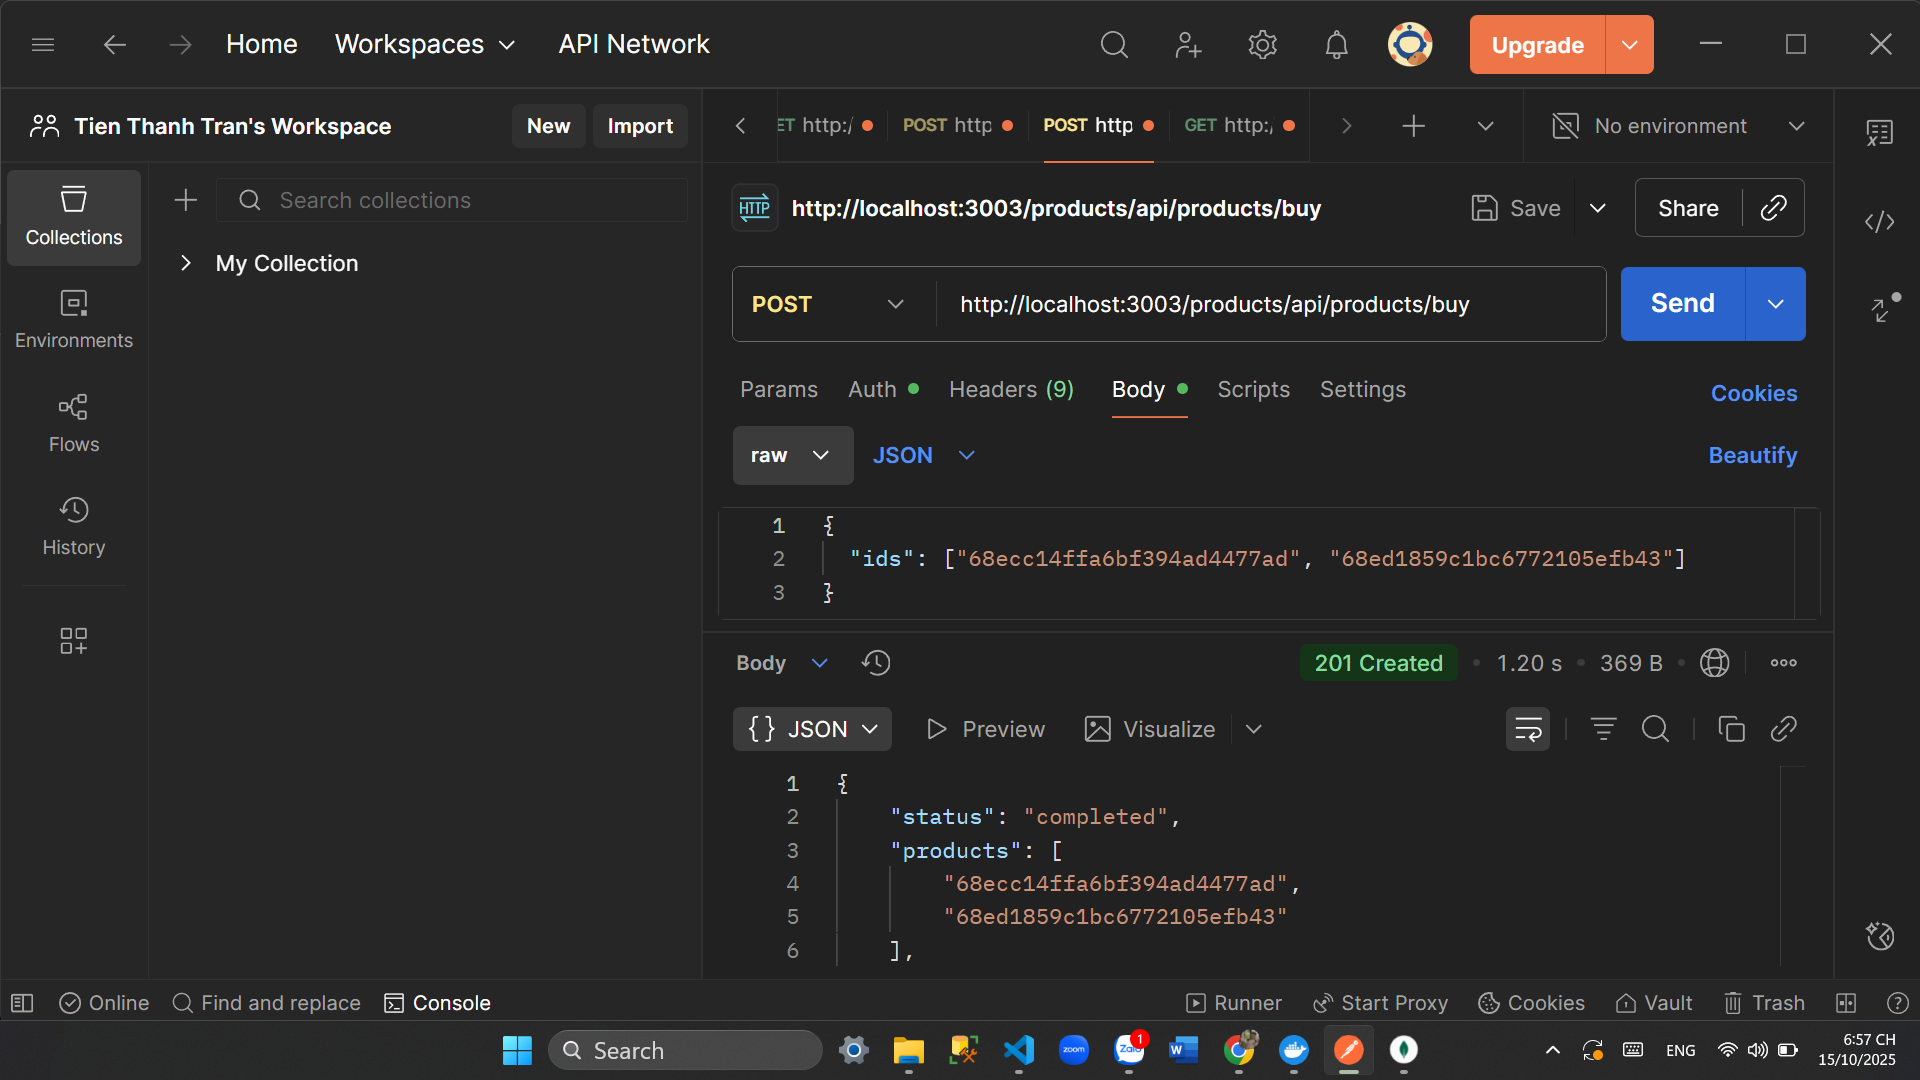 Home Workspaces API Network Upgrade
Tien Thanh Tran's Workspace New Import
ET http:/ POST http POST http GET http:/ No environment
Collections
Environments
Flows
History
Search collections
My Collection
HTTP http://localhost:3003/products/api/products/buy Save Share
POST http://localhost:3003/products/api/products/buy Send
Params Auth Headers (9) Body Scripts Settings Cookies
raw JSON Beautify
1 {
2 "ids": ["68ecc14ffa6bf394ad4477ad", "68ed1859c1bc6772105efb43"]
3 }
Body 201 Created • 1.20 s • 369 B •
{} JSON Preview Visualize
1 {
2 "status": "completed",
3 "products": [
4 "68ecc14ffa6bf394ad4477ad",
5 "68ed1859c1bc6772105efb43"
6 ],
Online Find and replace Console Runner Start Proxy Cookies Vault Trash
Search zoom Zalo 1 W ENG 6:57 CH
15/10/2025